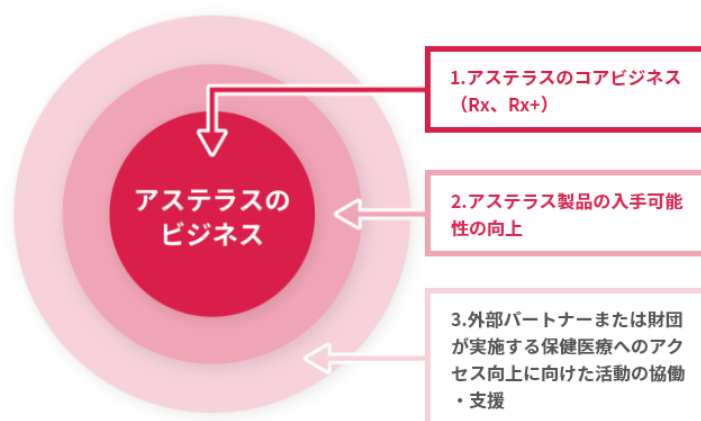 アステラスの
ビジネス
1.アステラスのコアビジネス
（Rx、Rx+）
2.アステラス製品の入手可能
性の向上
3.外部パートナーまたは財団
が実施する保健医療へのアク
セス向上に向けた活動の協働
・支援